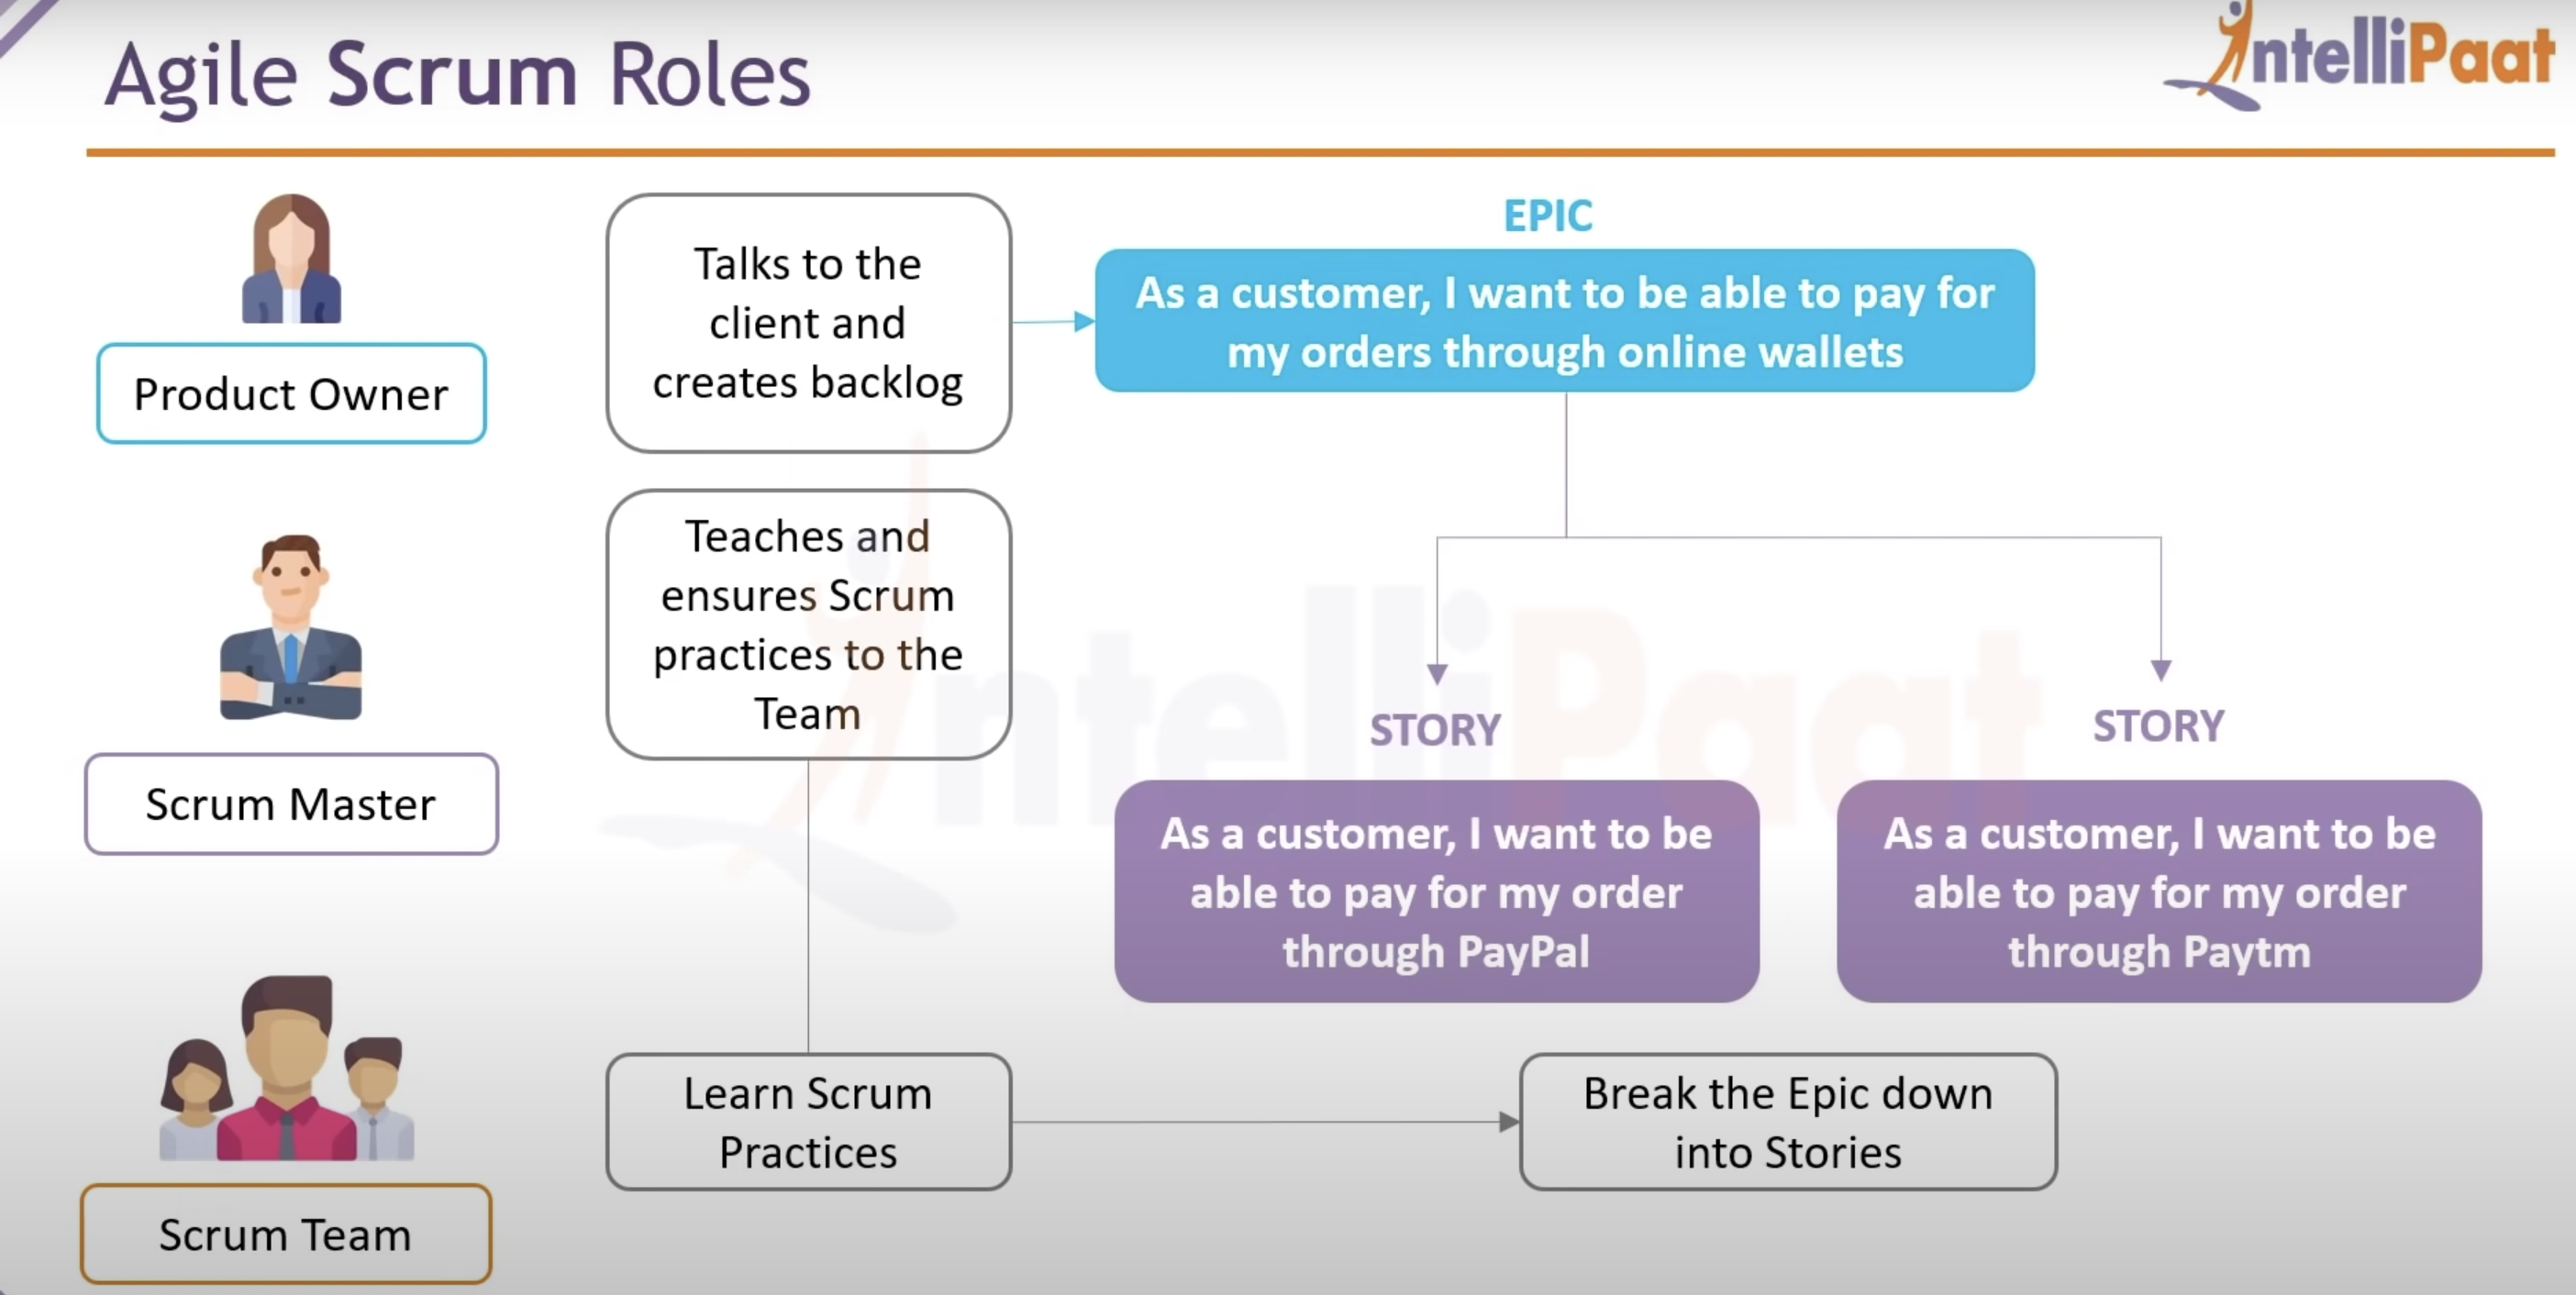 Agile Scrum Roles
IntelliPaat
Product Owner
Talks to the
client and
creates backlog
EPIC
As a customer, I want to be able to pay for
my orders through online wallets
Scrum Master
Teaches and
ensures Scrum
practices to the
Team
STORY
As a customer, I want to be
able to pay for my order
through PayPal
STORY
As a customer, I want to be
able to pay for my order
through Paytm
Scrum Team
Learn Scrum
Practices
Break the Epic down
into Stories
IntelliPaat